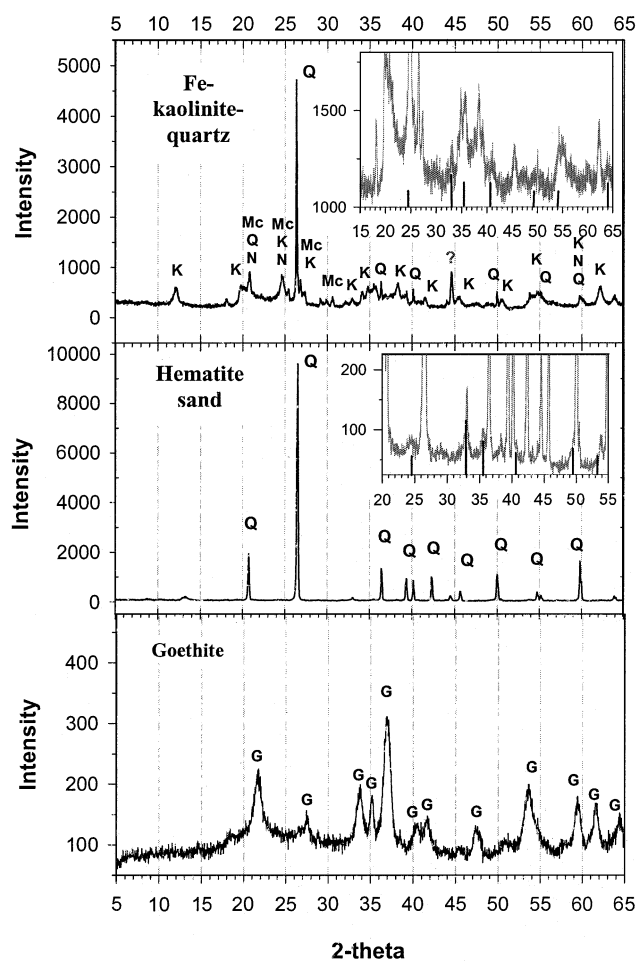 5 10 15 20 25 30 35 40 45 50 55 60 65
Fe-
kaolinite-
quartz
Intensity
5000
4000
3000
2000
1000
0
Q
Mc
Q
N
Mc
K
N
Mc
K
K
K
Mc
K
K
Q
K
Q
?
K
Q
K
K
Q
K
N
Q
K
1500
1000
15 20 25 30 35 40 45 50 55 60 65
Hematite
sand
Intensity
10000
8000
6000
4000
2000
0
Q
Q
Q
Q
Q
Q
Q
Q
Q
200
100
20 25 30 35 40 45 50 55
Goethite
Intensity
400
300
200
100
G
G
G
G
G
G
G
G
G
G
G
G
5 10 15 20 25 30 35 40 45 50 55 60 65
2-theta